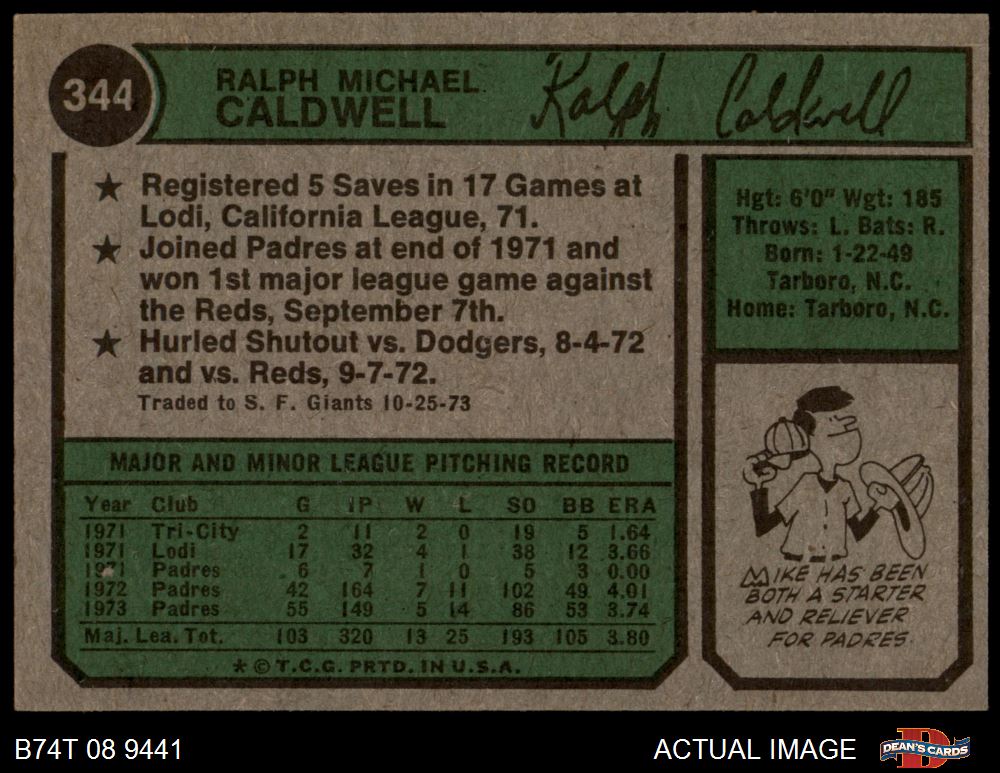 344
RALPH MICHAEL
CALDWELL
Ralph Caldwell
★ Registered 5 Saves in 17 Games at
Lodi, California League, 71.
★ Joined Padres at end of 1971 and
won 1st major league game against
the Reds, September 7th.
★ Hurled Shutout vs. Dodgers, 8-4-72
and vs. Reds, 9-7-72.
Traded to S. F. Giants 10-25-73
Hgt: 6'0" Wgt: 185
Throws: L. Bats: R.
Born: 1-22-49
Tarboro, N.C.
Home: Tarboro, N.C.
MAJOR AND MINOR LEAGUE PITCHING RECORD
Year Club G IP W L SO BB ERA
1971 Tri-City 2 11 2 0 19 5 1.64
1971 Lodi 17 32 4 1 38 12 3.66
1971 Padres 6 7 1 0 5 3 0.00
1972 Padres 42 164 7 11 102 49 4.01
1973 Padres 55 149 5 14 86 53 3.74
Maj. Lea. Tot. 103 320 13 25 193 105 3.80
* © T.C.G. PRTD. IN U.S.A.
MIKE HAS BEEN
BOTH A STARTER
AND RELIEVER
FOR PADRES.
B74T 08 9441
ACTUAL IMAGE
DEAN'S CARDS